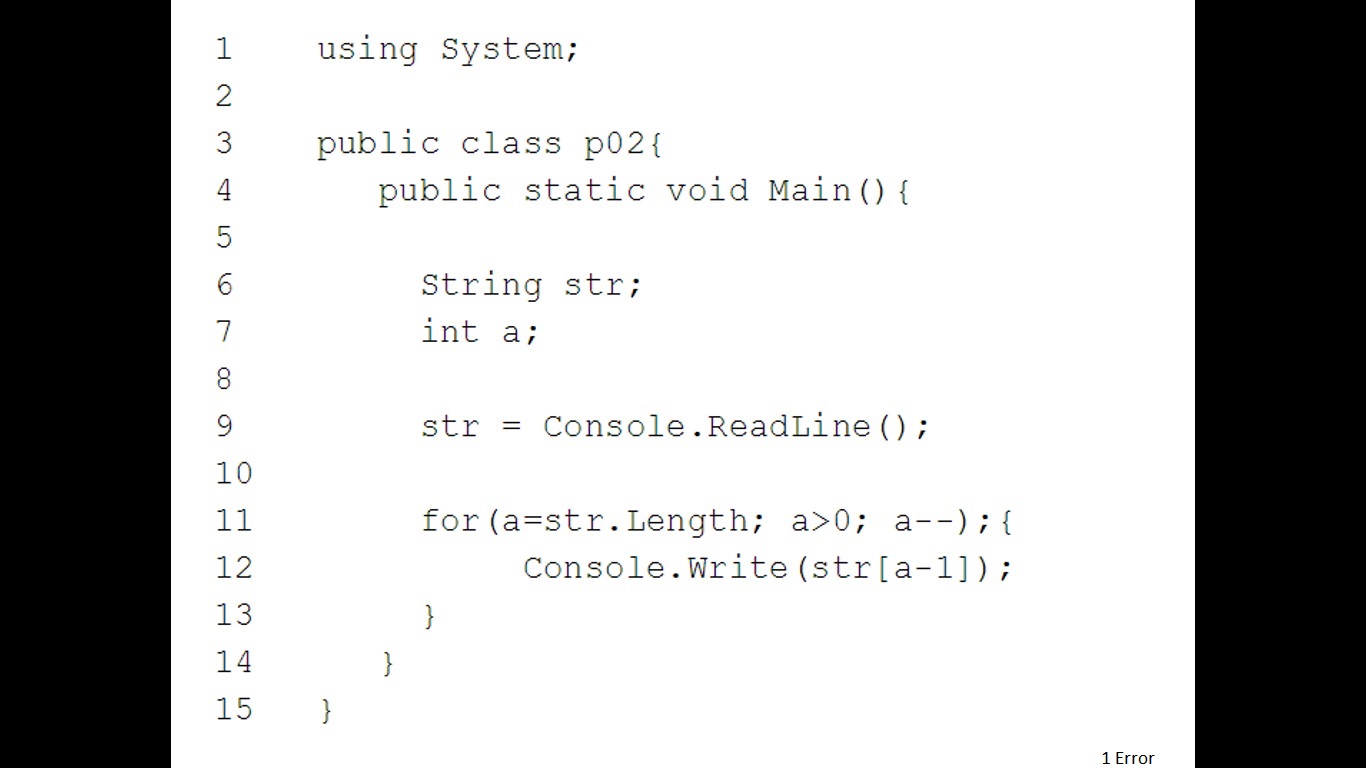 1 using System;
2
3 public class p02{
4 public static void Main(){
5
6 String str;
7 int a;
8
9 str = Console.ReadLine();
10
11 for(a=str.Length; a>0; a--);{
12 Console.Write(str[a-1]);
13 }
14 }
15 }
1 Error